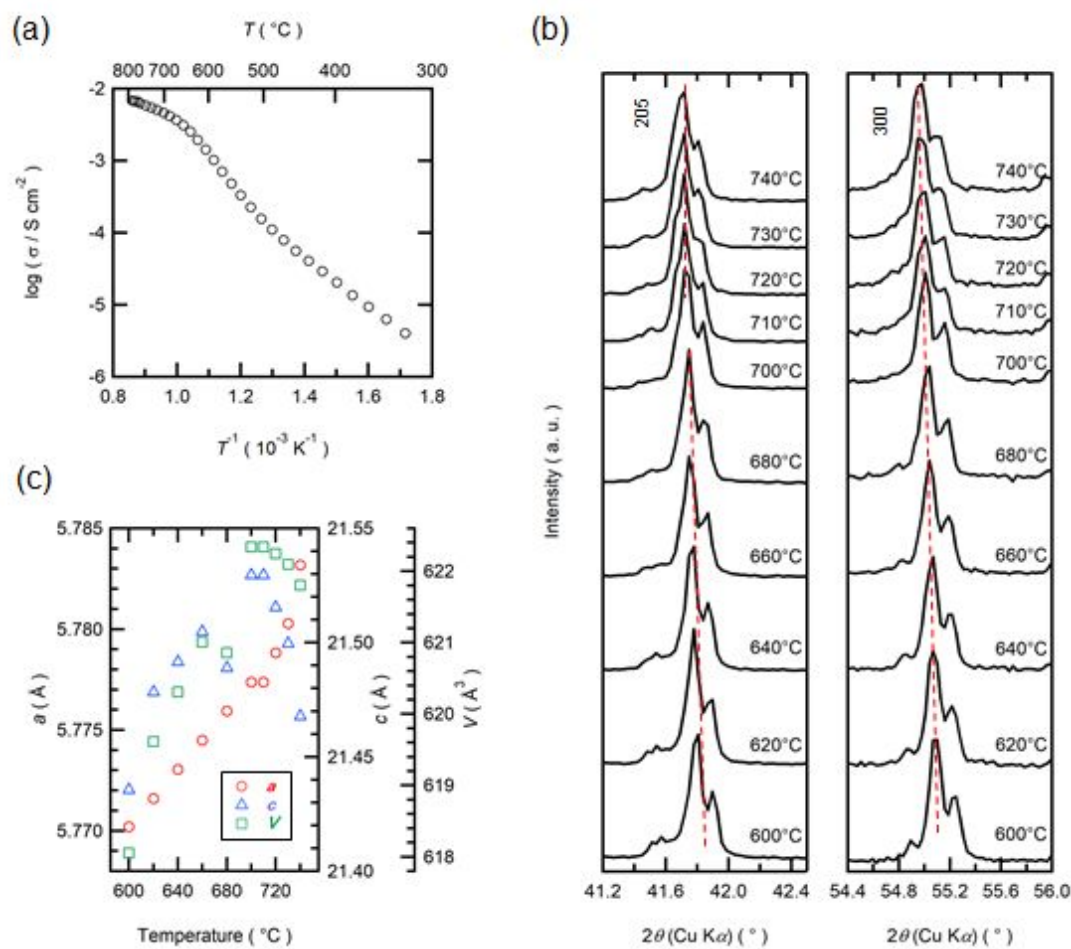 (a)
T ( °C )
800 700 600 500 400 300
log ( σ / S cm⁻² )
-2
-3
-4
-5
-6
0.8 1.0 1.2 1.4 1.6 1.8
T⁻¹ (10⁻³ K⁻¹ )
(b)
Intensity ( a. u. )
205
740°C
730°C
720°C
710°C
700°C
680°C
660°C
640°C
620°C
600°C
41.2 41.6 42.0 42.4
2θ (Cu Kα) ( ° )
300
740°C
730°C
720°C
710°C
700°C
680°C
660°C
640°C
620°C
600°C
54.4 54.8 55.2 55.6 56.0
2θ (Cu Kα) ( ° )
(c)
a ( Å )
5.785
5.780
5.775
5.770
c ( Å )
21.55
21.50
21.45
21.40
V ( Å³ )
622
621
620
619
618
a
c
V
600 640 680 720
Temperature ( °C )